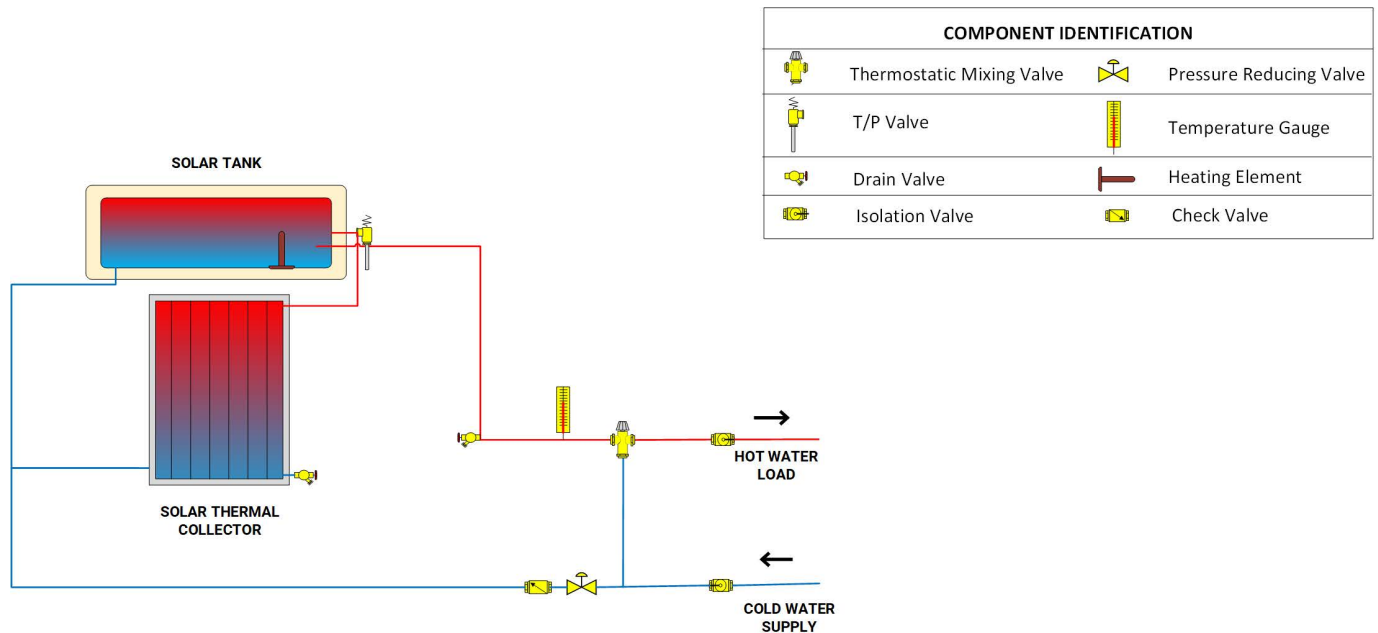 COMPONENT IDENTIFICATION
Thermostatic Mixing Valve
Pressure Reducing Valve
T/P Valve
Temperature Gauge
Drain Valve
Heating Element
Isolation Valve
Check Valve
SOLAR TANK
HOT WATER
LOAD
SOLAR THERMAL
COLLECTOR
COLD WATER
SUPPLY